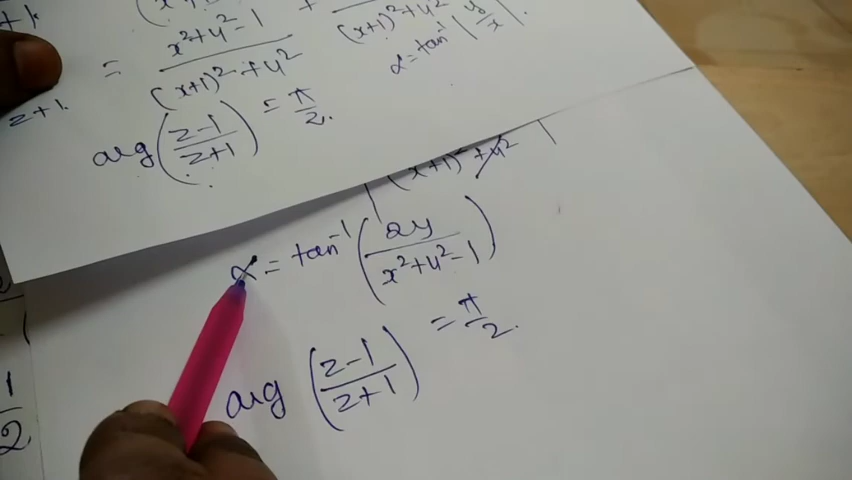 = x²+y²-1 / (x+1)²+y² +
(x+1)²+y²
α = tan⁻¹ |y/x|.
z+1
arg(z-1/z+1) = π/2.
(x+1)²+y²
α = tan⁻¹(2y/x²+y²-1)
arg(z-1/z+1) = π/2.
1/2